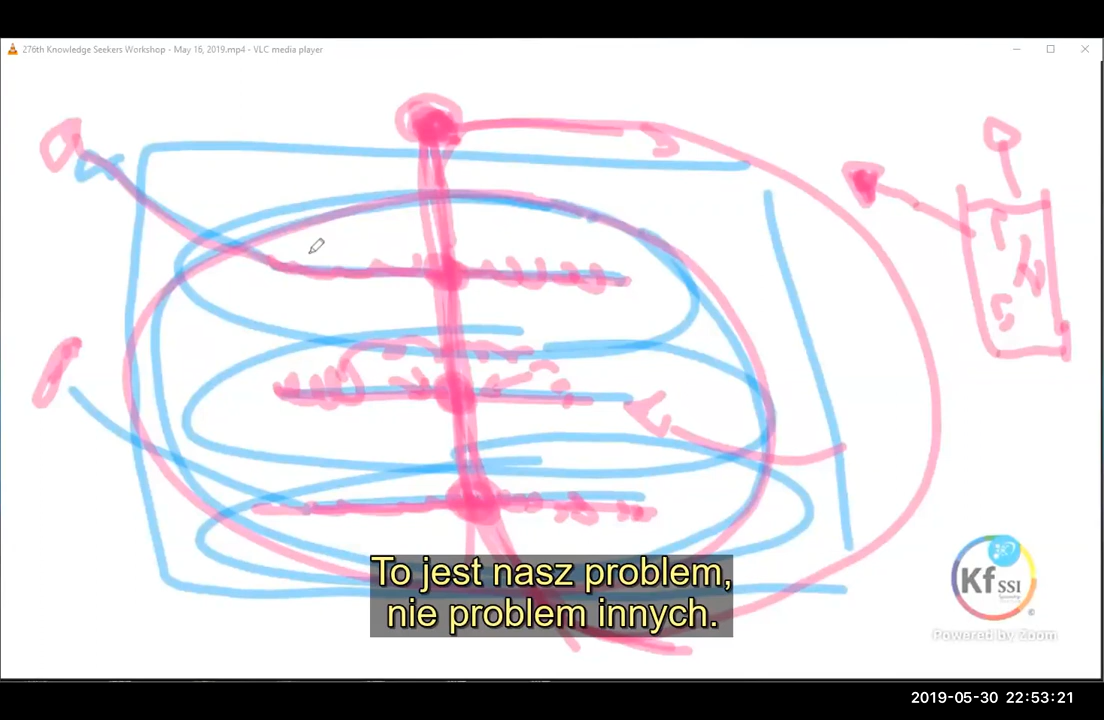 276th Knowledge Seekers Workshop - May 16, 2019.mp4 - VLC media player
To jest nasz problem,
nie problem innych.
Kf SSI
Powered by Zoom
2019-05-30 22:53:21